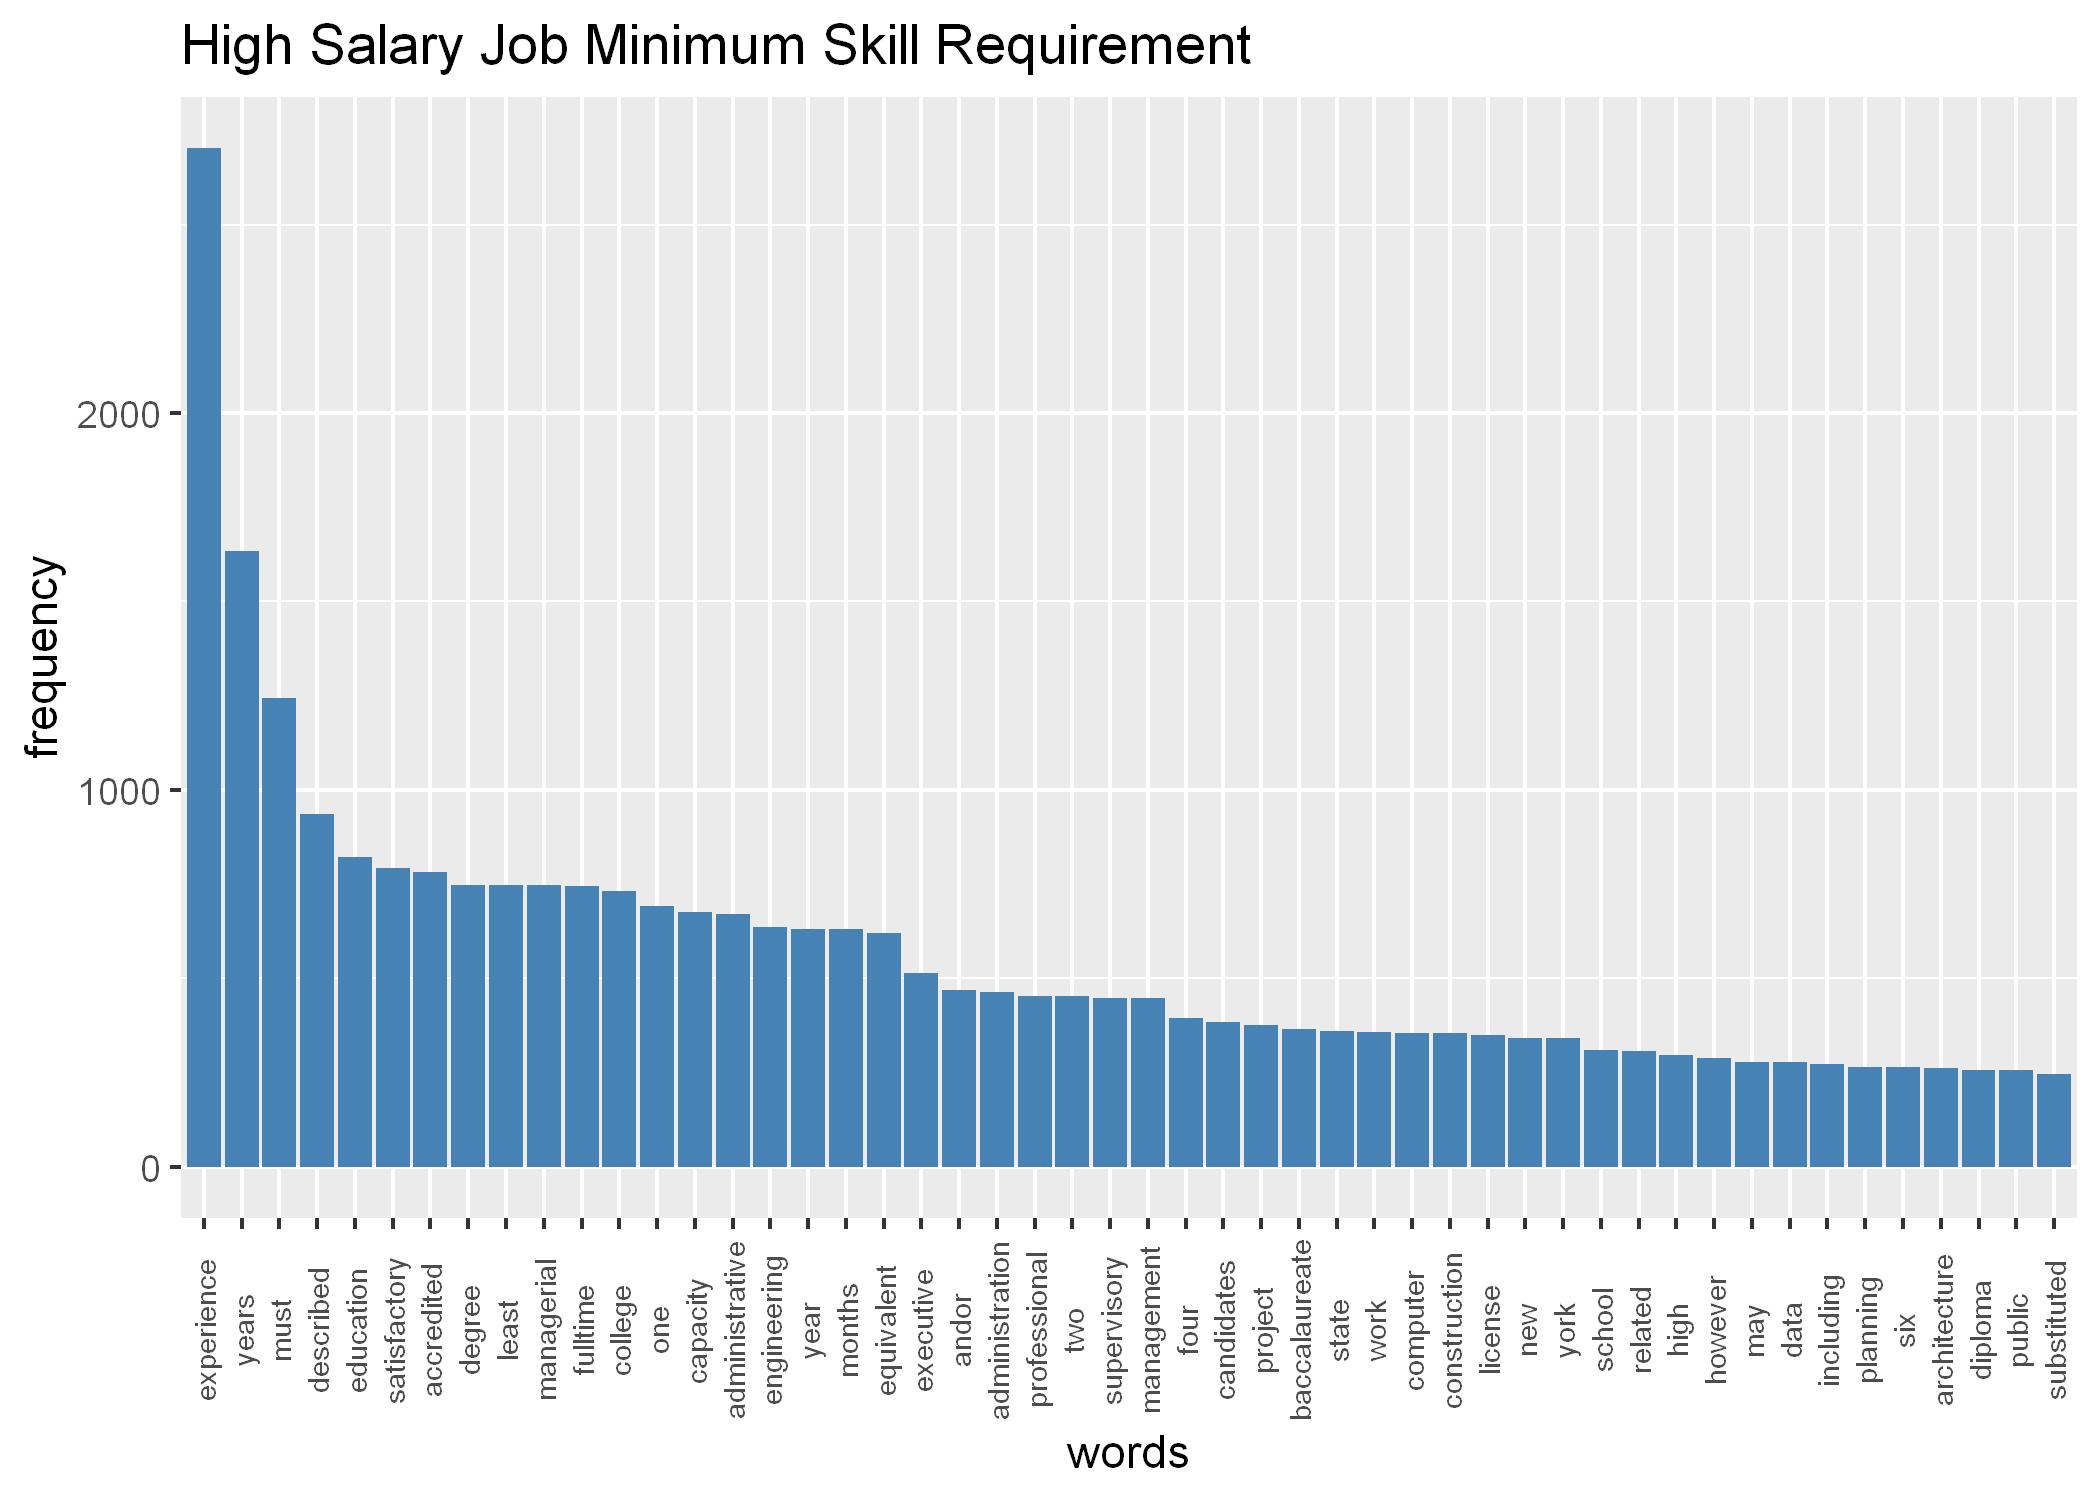 High Salary Job Minimum Skill Requirement
frequency
2000
1000
0
experience
years
must
described
education
satisfactory
accredited
degree
least
managerial
fulltime
college
one
capacity
administrative
engineering
year
months
equivalent
executive
andor
administration
professional
two
supervisory
management
four
candidates
project
baccalaureate
state
work
computer
construction
license
new
york
school
related
high
however
may
data
including
planning
six
architecture
diploma
public
substituted
words